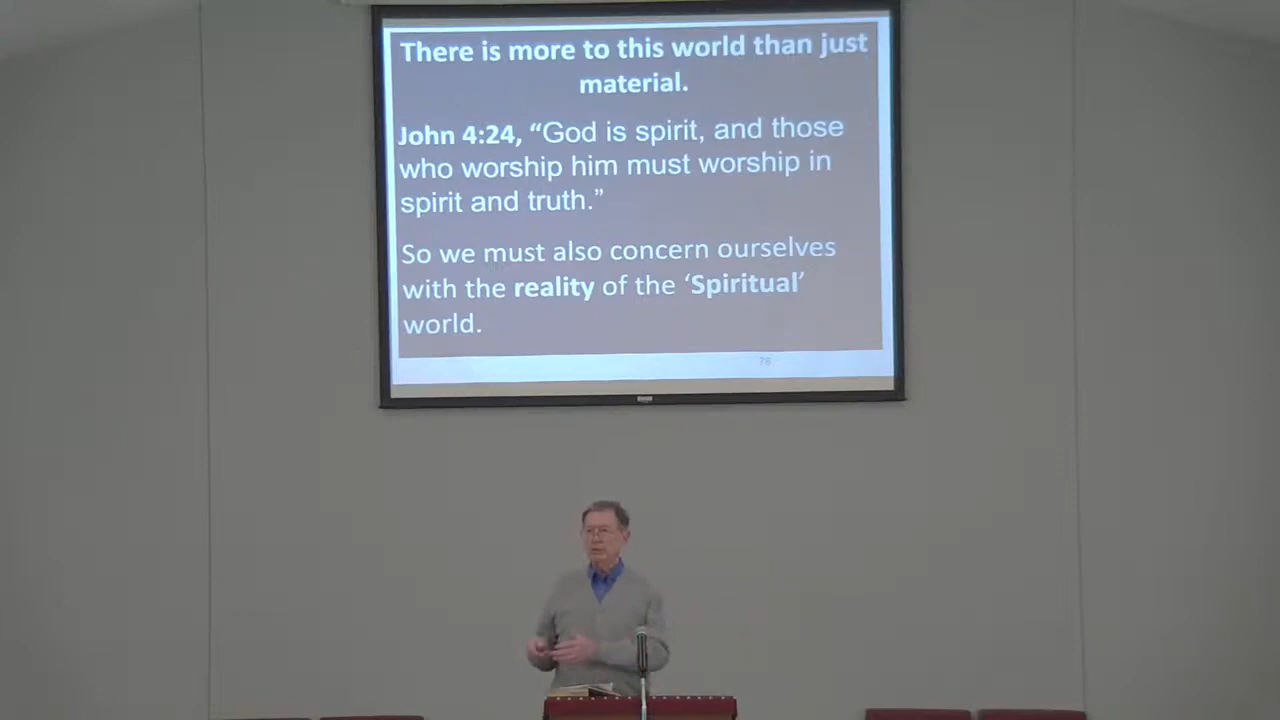 There is more to this world than just
material.
John 4:24, “God is spirit, and those
who worship him must worship in
spirit and truth.”
So we must also concern ourselves
with the reality of the ‘Spiritual’
world.
78